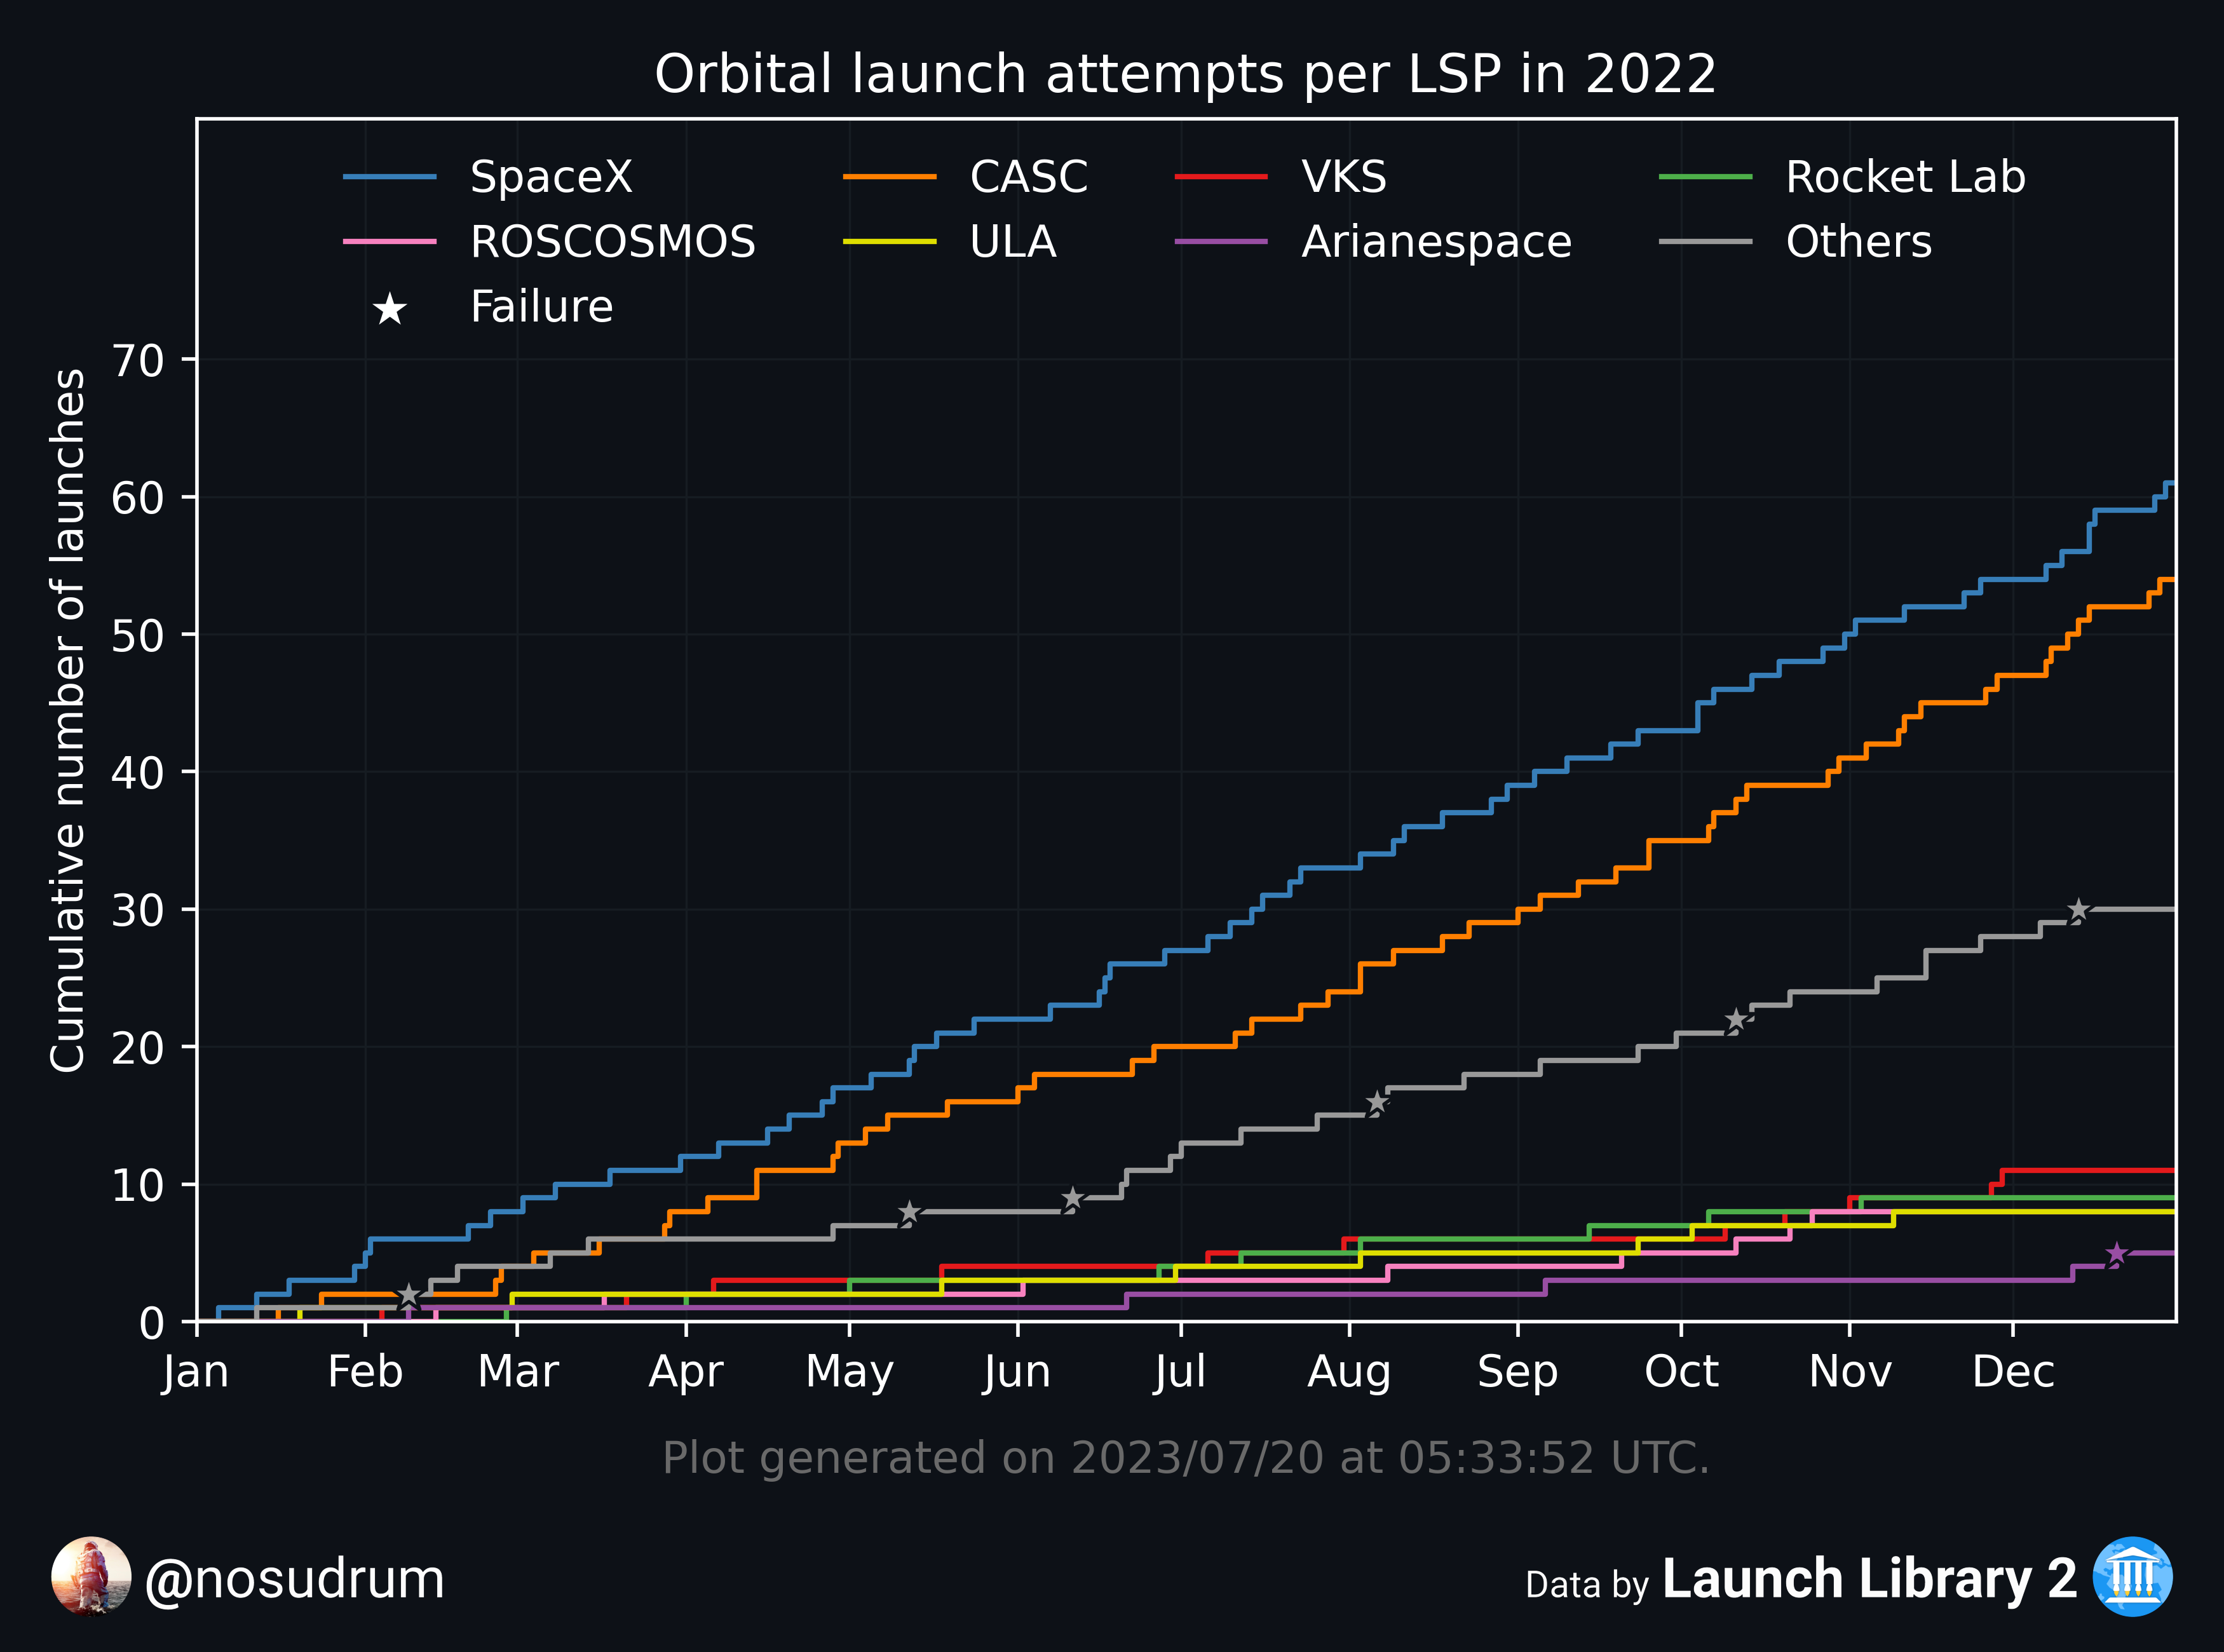 Orbital launch attempts per LSP in 2022
SpaceX CASC VKS Rocket Lab
ROSCOSMOS ULA Arianespace Others
Failure
Cumulative number of launches
70
60
50
40
30
20
10
0
Jan Feb Mar Apr May Jun Jul Aug Sep Oct Nov Dec
Plot generated on 2023/07/20 at 05:33:52 UTC.
@nosudrum
Data by Launch Library 2